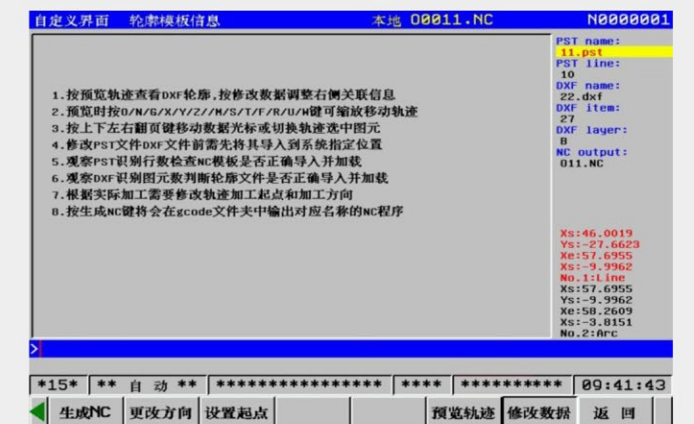 自定义界面 轮廓模板信息 本地 O0011.NC N0000001
1.按预览轨迹查看DXF轮廓,按修改数据调整右侧关联信息
2.预览时按O/N/G/X/Y/Z//M/S/T/F/R/U/W键可缩放移动轨迹
3.按上下左右翻页键移动数据光标或切换轨迹选中图元
4.修改PST文件DXF文件前需先将其导入到系统指定位置
5.观察PST识别行数检查NC模板是否正确导入并加载
6.观察DXF识别图元数判断轮廓文件是否正确导入并加载
7.根据实际加工需要修改轨迹加工起点和加工方向
8.按生成NC键将会在gcode文件夹中输出对应名称的NC程序
PST name:
11.pst
PST line:
10
DXF name:
22.dxf
DXF item:
27
DXF layer:
B
NC output:
011.NC
Xs:46.0019
Ys:-27.6623
Xe:57.6955
Xs:-9.9962
No.1:Line
Xs:57.6955
Ys:-9.9962
Xe:58.2609
Xs:-3.8151
No.2:Arc
>
*15* ** 自 动 ** **************** **** ********** 09:41:43
生成NC 更改方向 设置起点 预览轨迹 修改数据 返 回